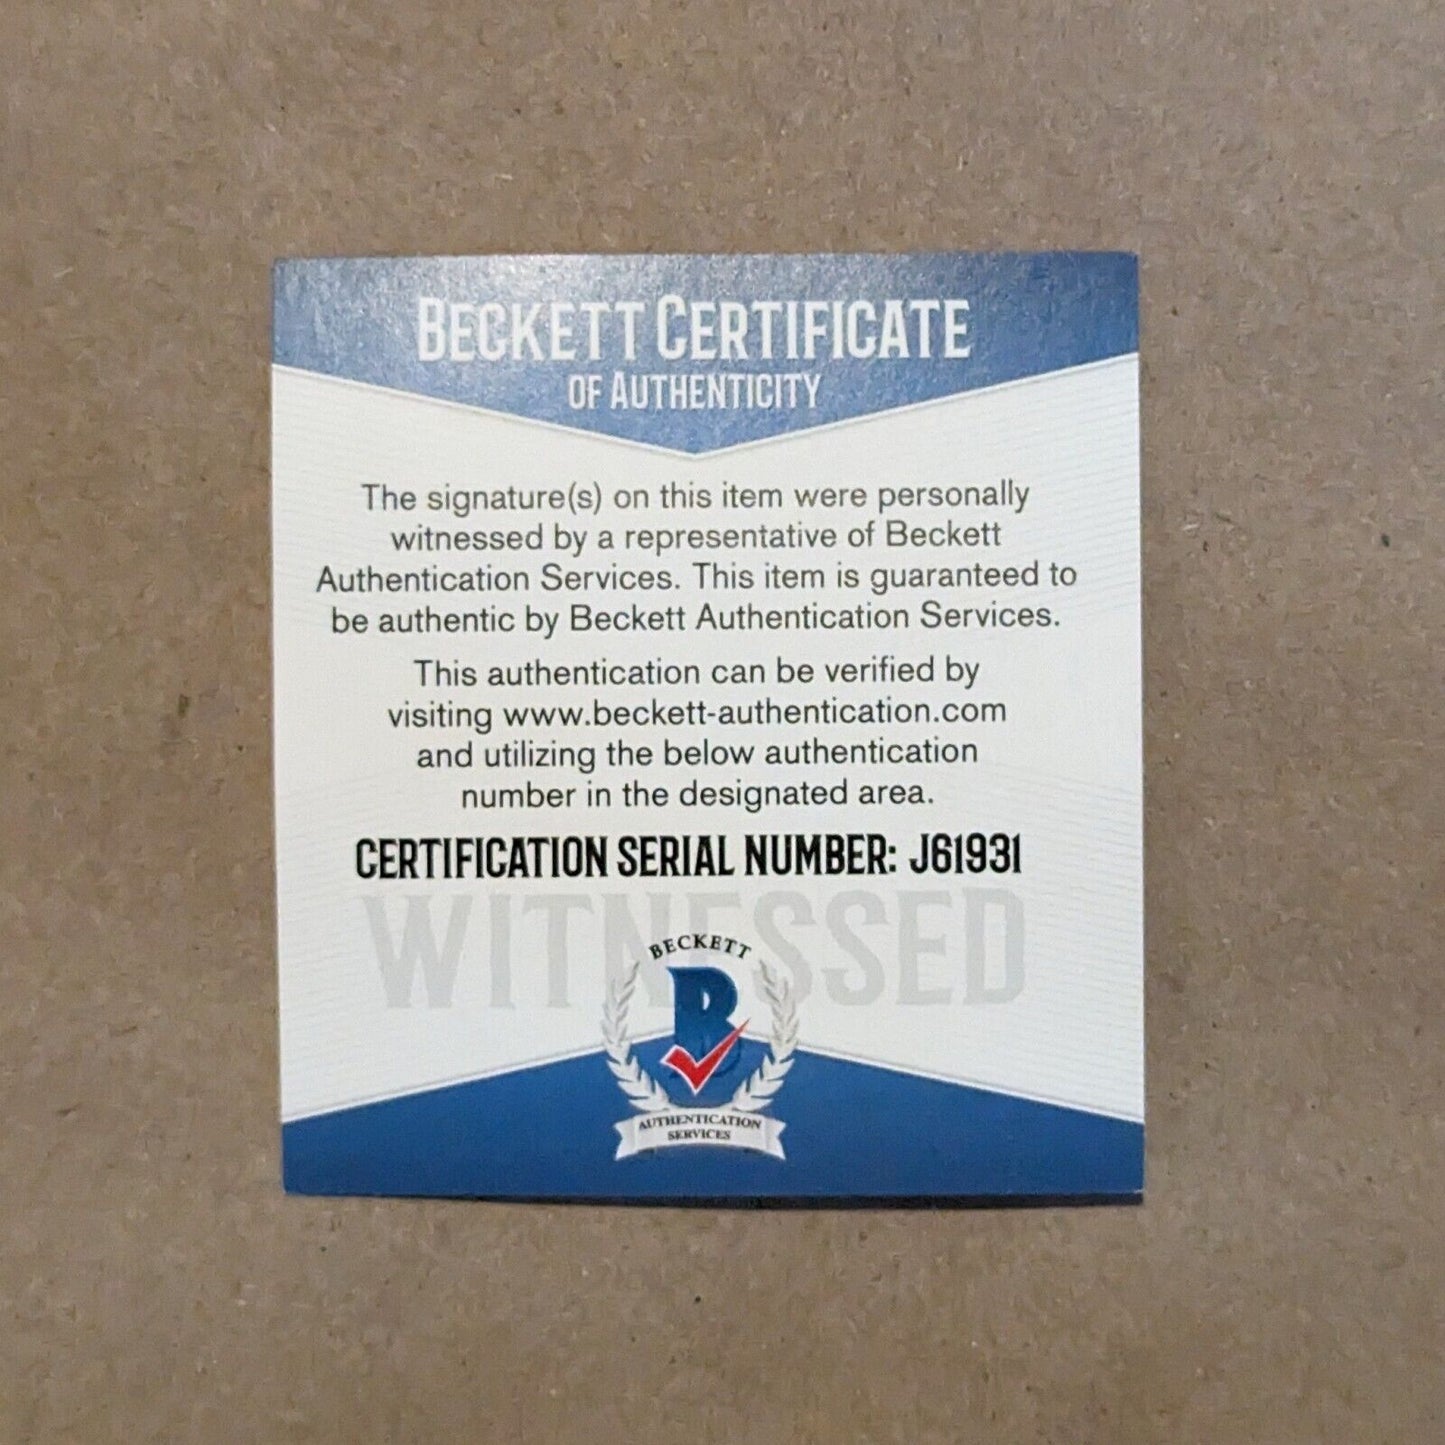 BECKETT CERTIFICATE
OF AUTHENTICITY
The signature(s) on this item were personally
witnessed by a representative of Beckett
Authentication Services. This item is guaranteed to
be authentic by Beckett Authentication Services.
This authentication can be verified by
visiting www.beckett-authentication.com
and utilizing the below authentication
number in the designated area.
CERTIFICATION SERIAL NUMBER: J61931
WITNESSED
BECKETT
B
AUTHENTICATION
SERVICES